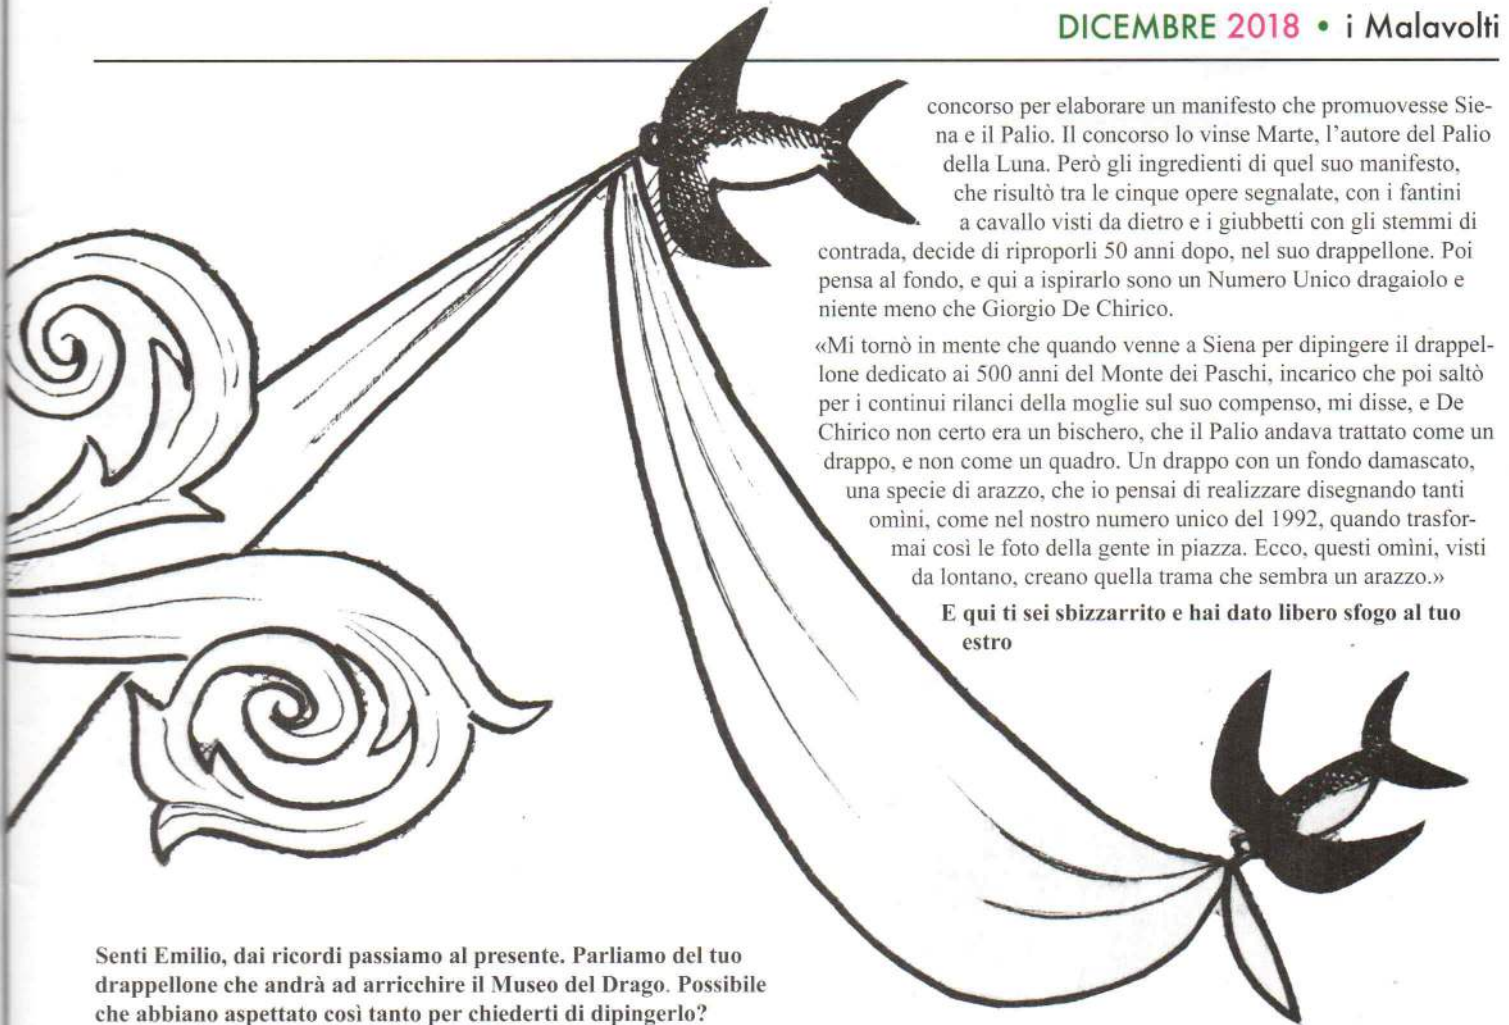 DICEMBRE 2018 • i Malavolti
Senti Emilio, dai ricordi passiamo al presente. Parliamo del tuo
drappellone che andrà ad arricchire il Museo del Drago. Possibile
che abbiano aspettato così tanto per chiederti di dipingerlo?
concorso per elaborare un manifesto che promuovesse Sie-
na e il Palio. Il concorso lo vinse Marte, l'autore del Palio
della Luna. Però gli ingredienti di quel suo manifesto,
che risultò tra le cinque opere segnalate, con i fantini
a cavallo visti da dietro e i giubbetti con gli stemmi di
contrada, decide di riproporli 50 anni dopo, nel suo drappellone. Poi
pensa al fondo, e qui a ispirarlo sono un Numero Unico dragaiolo e
niente meno che Giorgio De Chirico.
«Mi tornò in mente che quando venne a Siena per dipingere il drappel-
lone dedicato ai 500 anni del Monte dei Paschi, incarico che poi saltò
per i continui rilanci della moglie sul suo compenso, mi disse, e De
Chirico non certo era un bischero, che il Palio andava trattato come un
drappo, e non come un quadro. Un drappo con un fondo damascato,
una specie di arazzo, che io pensai di realizzare disegnando tanti
omìni, come nel nostro numero unico del 1992, quando trasfor-
mai così le foto della gente in piazza. Ecco, questi omìni, visti
da lontano, creano quella trama che sembra un arazzo.»
E qui ti sei sbizzarrito e hai dato libero sfogo al tuo
estro